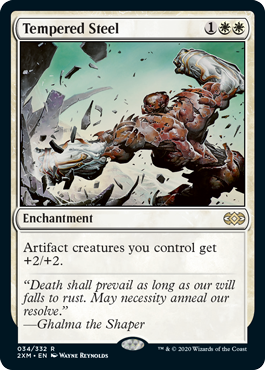 Tempered Steel 1
Enchantment
Artifact creatures you control get
+2/+2.
“Death shall prevail as long as our will
falls to rust. May necessity anneal our
resolve.”
—Ghalma the Shaper
034/332 R
2XM • EN Wayne Reynolds
™ & © 2020 Wizards of the Coast